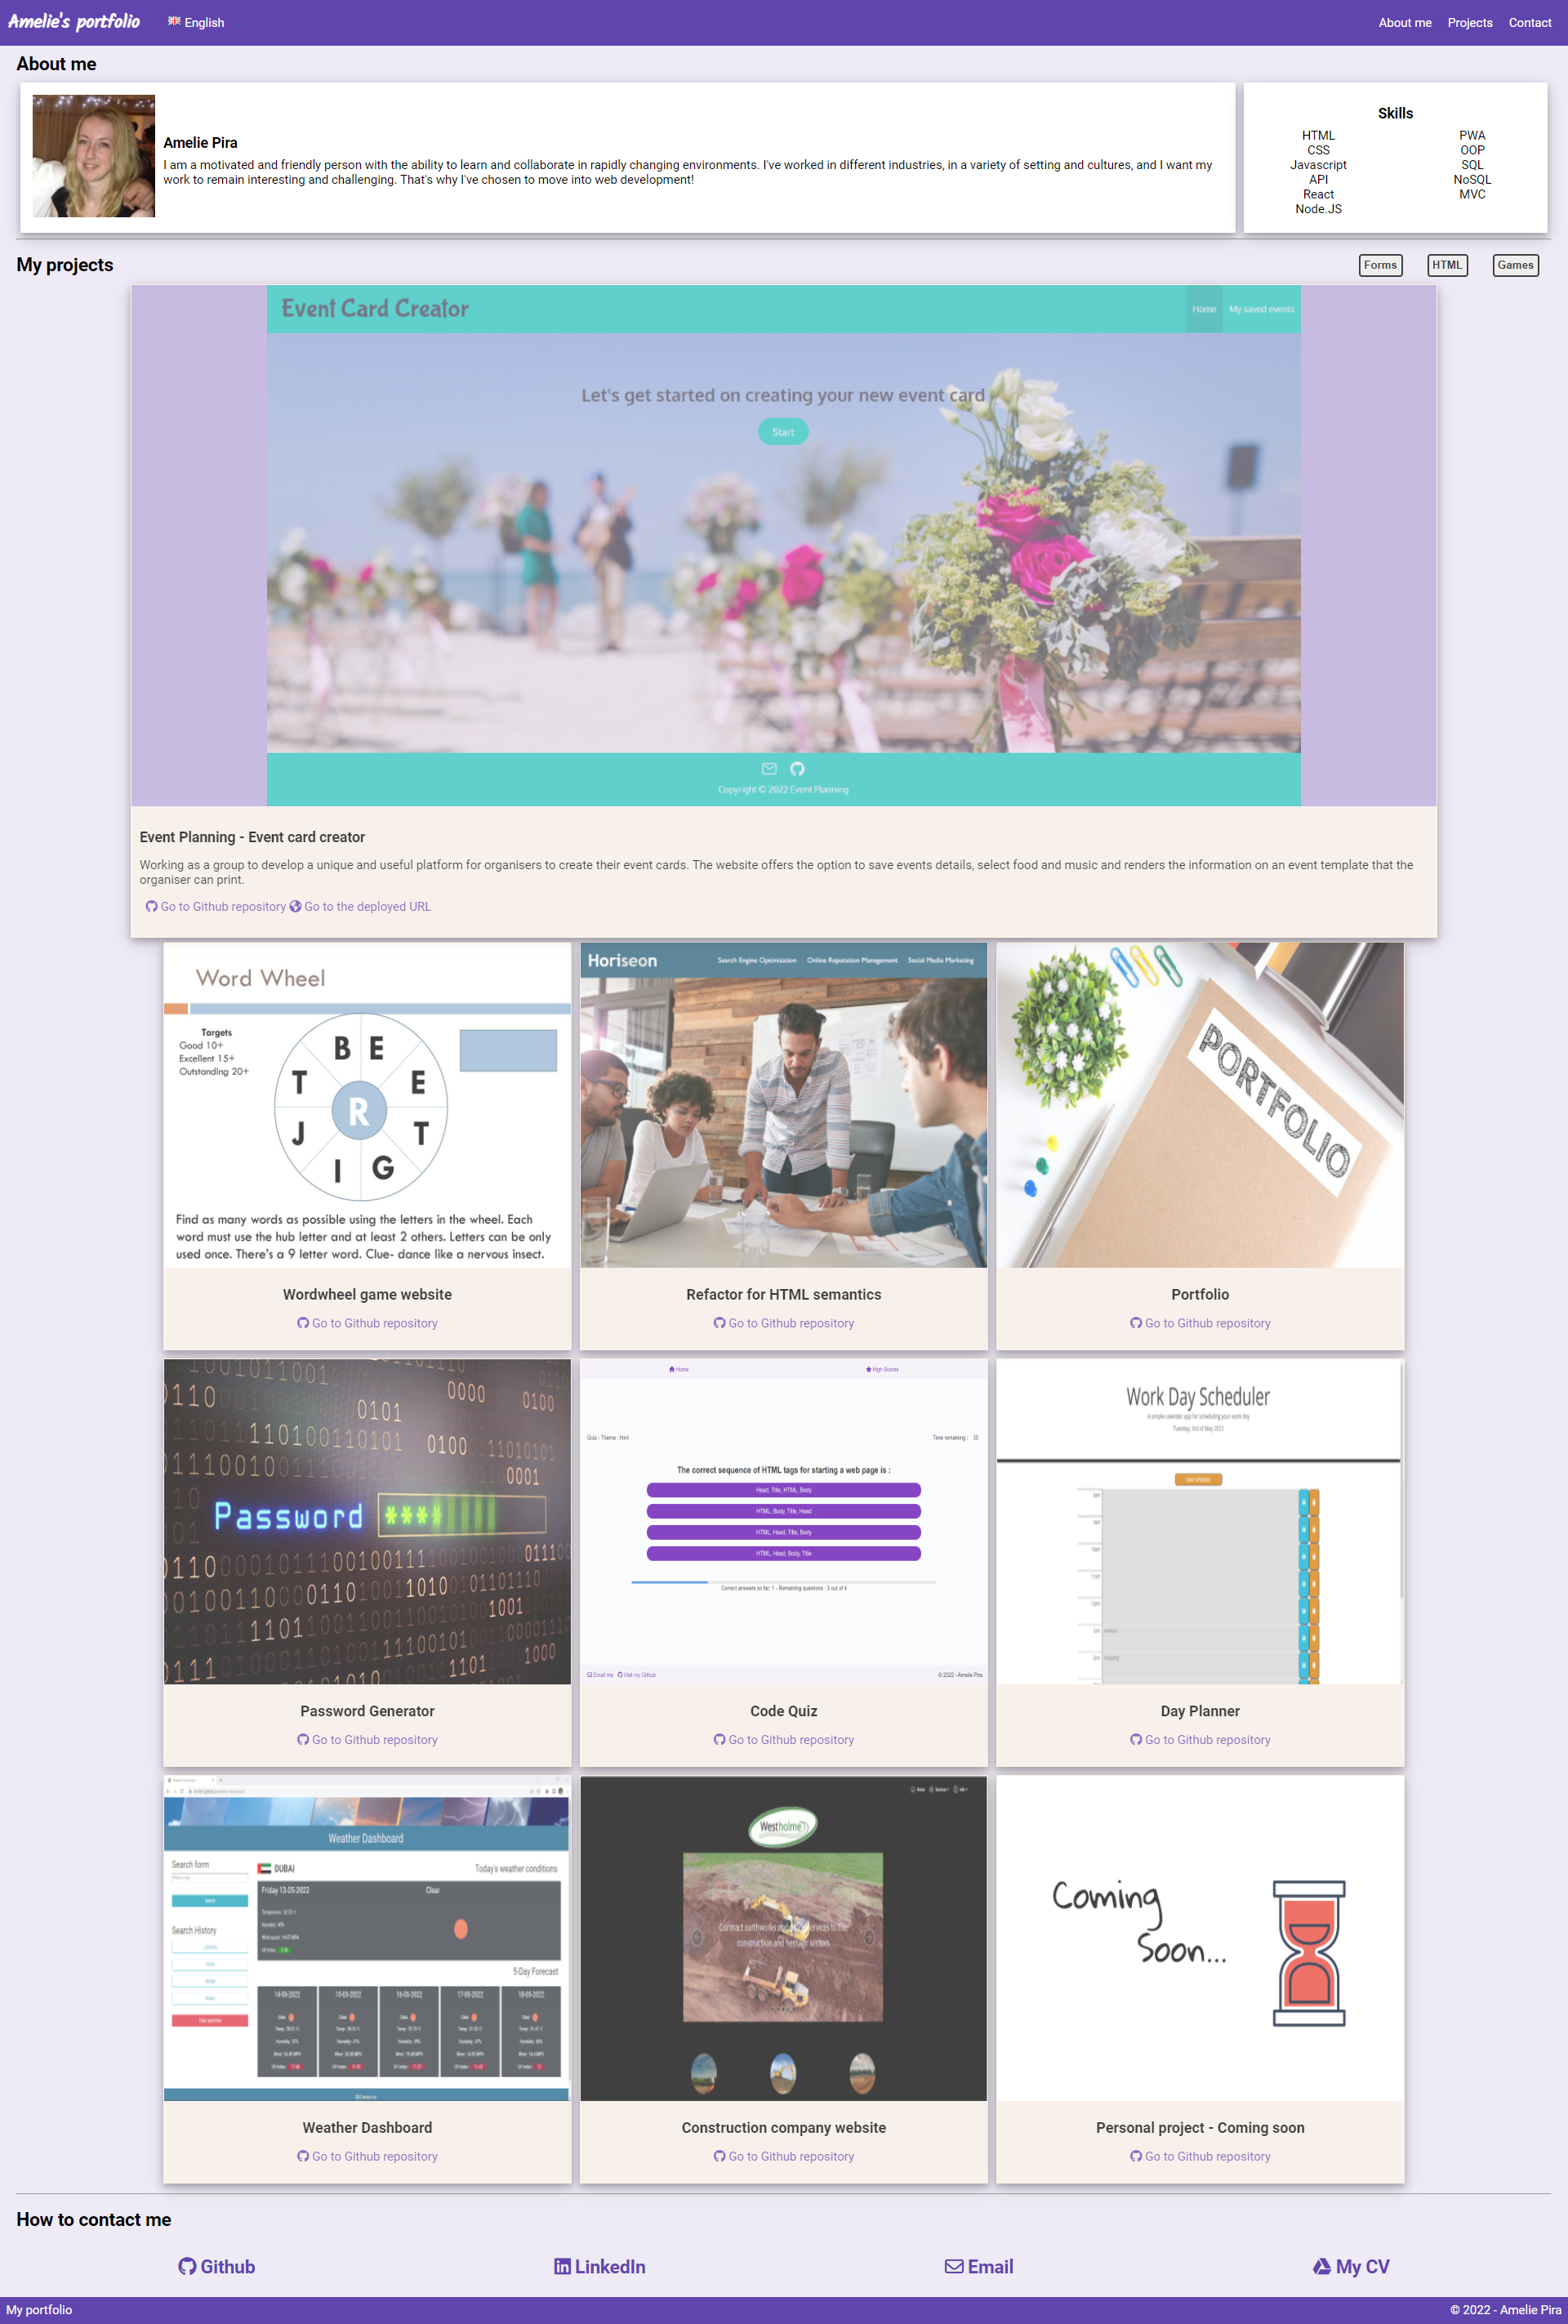 Amelie's portfolio
English
About me
Projects
Contact
About me
Amelie Pira
I am a motivated and friendly person with the ability to learn and collaborate in rapidly changing environments. I've worked in different industries, in a variety of setting and cultures, and I want my
work to remain interesting and challenging. That's why I've chosen to move into web development!
Skills
HTML
CSS
Javascript
API
React
Node.JS
PWA
OOP
SQL
NoSQL
MVC
My projects
Forms
HTML
Games
Event Card Creator
Home
My saved events
Let's get started on creating your new event card
Start
Copyright © 2022 Event Planning
Event Planning - Event card creator
Working as a group to develop a unique and useful platform for organisers to create their event cards. The website offers the option to save events details, select food and music and renders the information on an event template that the
organiser can print.
Go to Github repository
Go to the deployed URL
Word Wheel
Targets
Good 10+
Excellent 15+
Outstanding 20+
B E E T G I J T
R
Find as many words as possible using the letters in the wheel. Each
word must use the hub letter and at least 2 others. Letters can be only
used once. There's a 9 letter word. Clue- dance like a nervous insect.
Wordwheel game website
Go to Github repository
Horiseon
Search Engine Optimization
Online Reputation Management
Social Media Marketing
Refactor for HTML semantics
Go to Github repository
PORTFOLIO
Portfolio
Go to Github repository
Password ****
Password Generator
Go to Github repository
Home
High Scores
Quiz - Theme : html
Time remaining : 35
The correct sequence of HTML tags for starting a web page is :
Head, Title, HTML, Body
HTML, Body, Title, Head
HTML, Head, Title, Body
HTML, Head, Body, Title
Correct answers so far: 1 - Remaining questions : 3 out of 4
Email me
Visit my Github
© 2022 - Amelie Pira
Code Quiz
Go to Github repository
Work Day Scheduler
A simple calendar app for scheduling your work day
Tuesday, 3rd of May 2022
Day Planner
Go to Github repository
Weather Dashboard
Search form
Search
Search History
DUBAI
Today's weather conditions
Friday 13-05-2022
Clear
5-Day Forecast
14-05-2022
15-05-2022
16-05-2022
17-05-2022
18-05-2022
Weather Dashboard
Go to Github repository
Westholme
construction and heritage sectors
Construction company website
Go to Github repository
Coming
Soon...
Personal project - Coming soon
Go to Github repository
How to contact me
Github
LinkedIn
Email
My CV
My portfolio
© 2022 - Amelie Pira